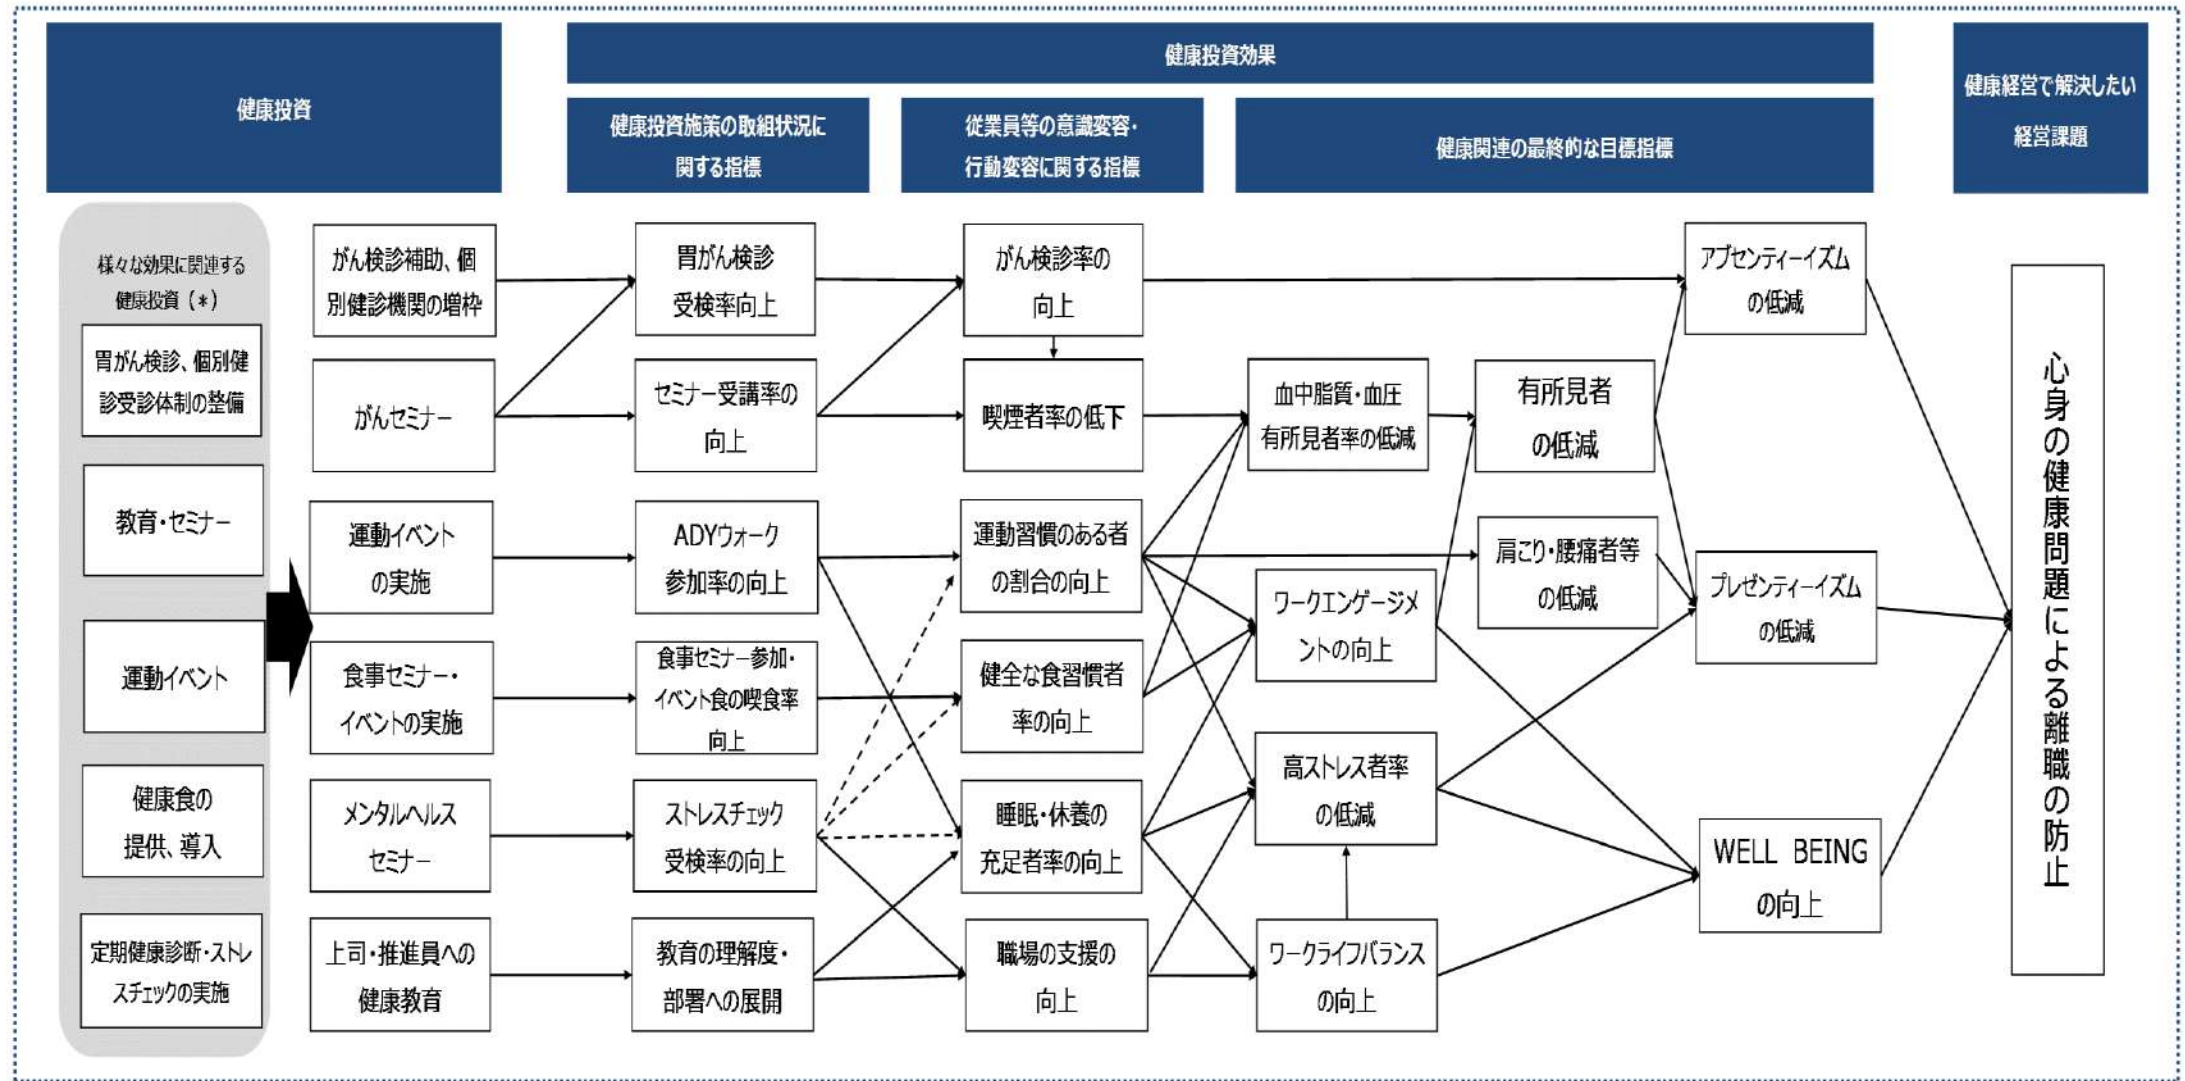 健康投資
健康投資効果
健康投資施策の取組状況に
関する指標
従業員等の意識変容・
行動変容に関する指標
健康関連の最終的な目標指標
健康経営で解決したい
経営課題
様々な効果に関連する
健康投資（*）
胃がん検診、個別健
診受診体制の整備
教育・セミナー
運動イベント
健康食の
提供、導入
定期健康診断・ストレ
スチェックの実施
がん検診補助、個
別健診機関の増枠
がんセミナー
運動イベント
の実施
食事セミナー・
イベントの実施
メンタルヘルス
セミナー
上司・推進員への
健康教育
胃がん検診
受検率向上
セミナー受講率の
向上
ADYウォーク
参加率の向上
食事セミナー参加・
イベント食の喫食率
向上
ストレスチェック
受検率の向上
教育の理解度・
部署への展開
がん検診率の
向上
喫煙者率の低下
運動習慣のある者
の割合の向上
健全な食習慣者
率の向上
睡眠・休養の
充足者率の向上
職場の支援の
向上
血中脂質・血圧
有所見者率の低減
ワークエンゲージメ
ントの向上
高ストレス者率
の低減
ワークライフバランス
の向上
有所見者
の低減
肩こり・腰痛者等
の低減
アブセンティーイズム
の低減
プレゼンティーイズム
の低減
WELL BEING
の向上
心身の健康問題による離職の防止